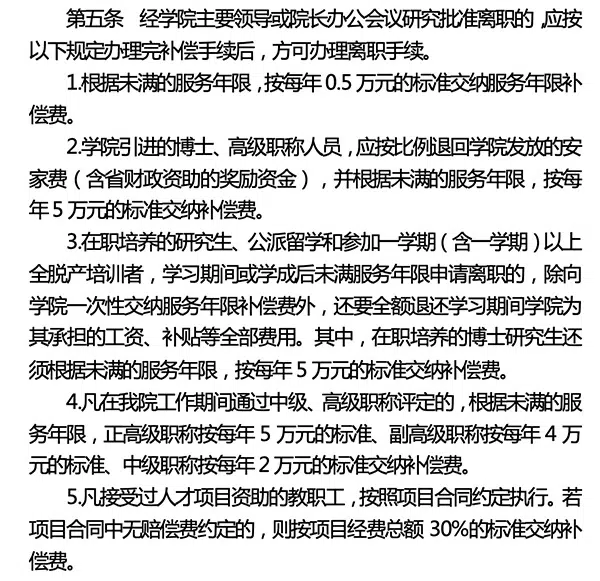 第五条 经学院主要领导或院长办公会议研究批准离职的,应按
以下规定办理完补偿手续后，方可办理离职手续。
1.根据未满的服务年限,按每年0.5万元的标准交纳服务年限补
偿费。
2.学院引进的博士、高级职称人员，应按比例退回学院发放的安
家费（含省财政资助的奖励资金），并根据未满的服务年限，按每
年5万元的标准交纳补偿费。
3.在职培养的研究生、公派留学和参加一学期（含一学期）以上
全脱产培训者，学习期间或学成后未满服务年限申请离职的，除向
学院一次性交纳服务年限补偿费外，还要全额退还学习期间学院为
其承担的工资、补贴等全部费用。其中，在职培养的博士研究生还
须根据未满的服务年限，按每年5万元的标准交纳补偿费。
4.凡在我院工作期间通过中级、高级职称评定的，根据未满的服
务年限，正高级职称按每年5万元的标准、副高级职称按每年4万
元的标准、中级职称按每年2万元的标准交纳补偿费。
5.凡接受过人才项目资助的教职工，按照项目合同约定执行。若
项目合同中无赔偿费约定的，则按项目经费总额30%的标准交纳补
偿费。